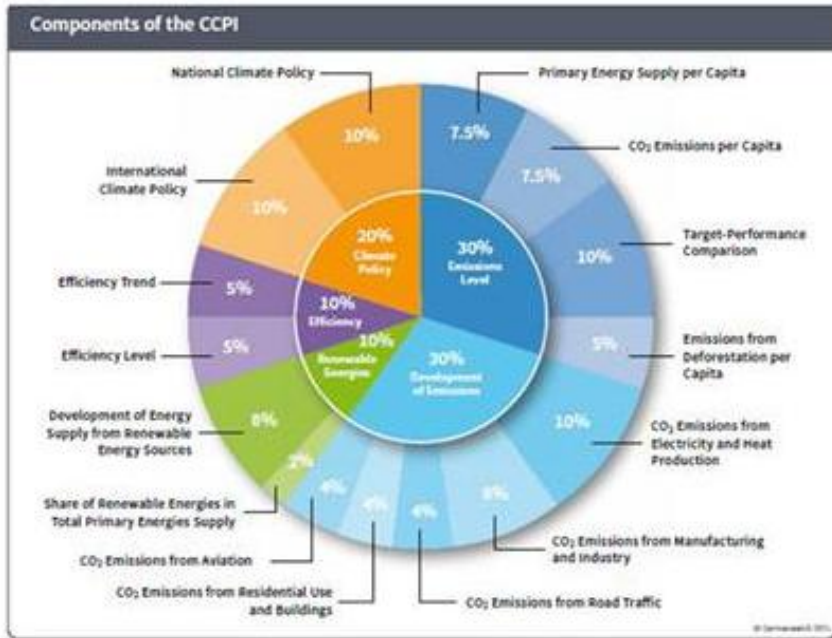 Components of the CCPI
National Climate Policy
Primary Energy Supply per Capita
10%
7.5%
CO₂ Emissions per Capita
7.5%
International
Climate Policy
10%
Target-Performance
Comparison
10%
20%
Climate
Policy
30%
Emissions
Level
Efficiency Trend
5%
10%
Efficiency
Efficiency Level
5%
10%
Renewable
Energies
30%
Development
of Emissions
5%
Emissions from
Deforestation per
Capita
Development of Energy
Supply from Renewable
Energy Sources
8%
10%
CO₂ Emissions from
Electricity and Heat
Production
2%
4%
4%
4%
8%
Share of Renewable Energies in
Total Primary Energies Supply
CO₂ Emissions from Aviation
CO₂ Emissions from Manufacturing
and Industry
CO₂ Emissions from Residential Use
and Buildings
CO₂ Emissions from Road Traffic